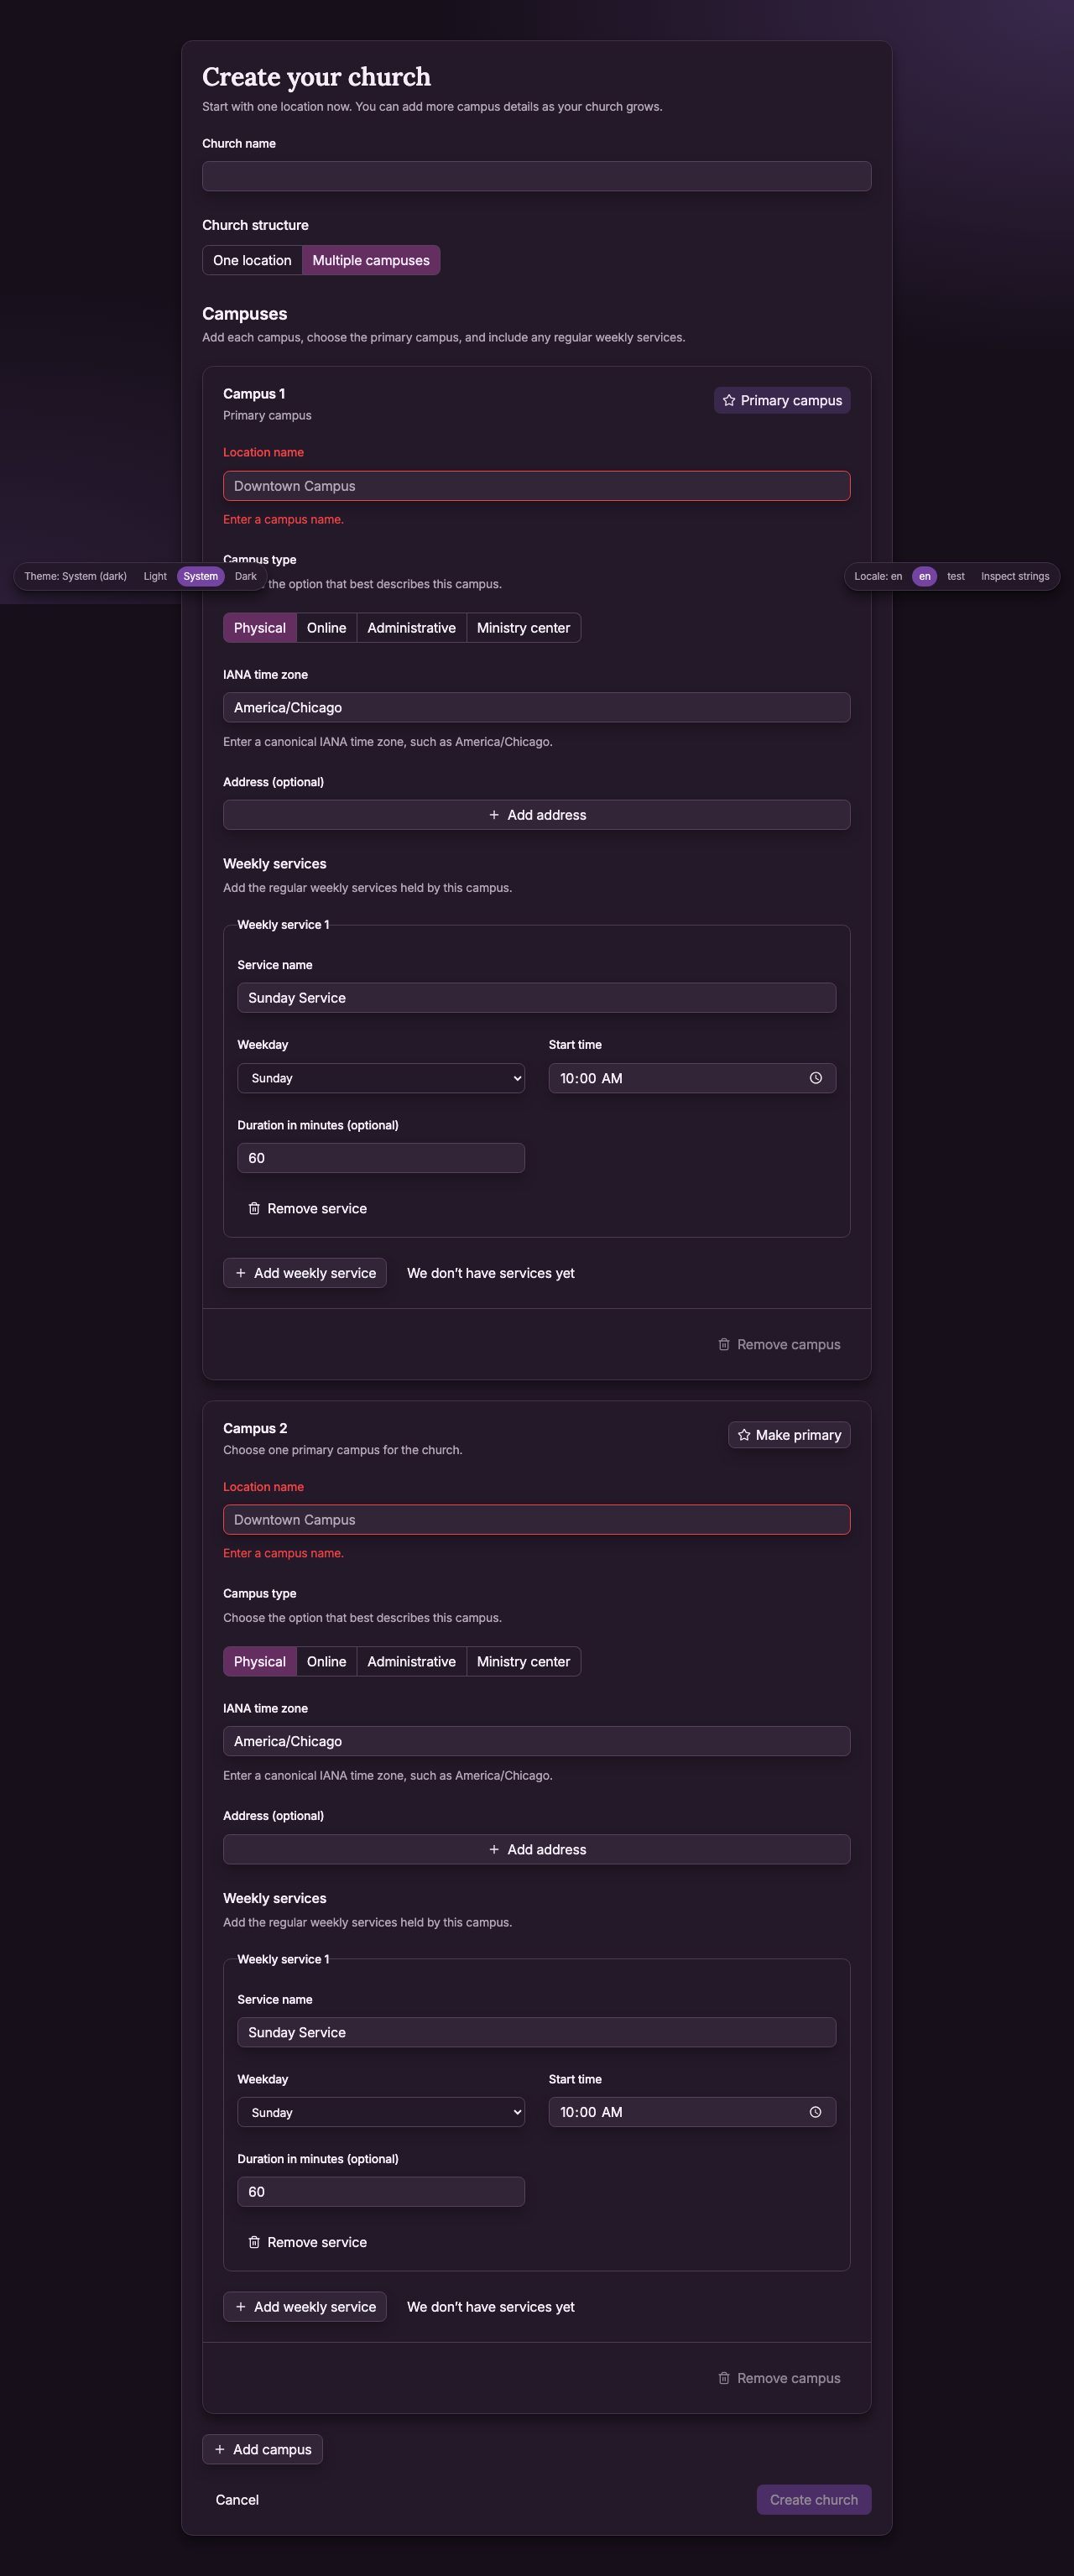 Create your church
Start with one location now. You can add more campus details as your church grows.
Church name
Church structure
One location Multiple campuses
Campuses
Add each campus, choose the primary campus, and include any regular weekly services.
Campus 1
Primary campus
Primary campus
Location name
Downtown Campus
Enter a campus name.
Campus type
Theme: System (dark) Light System Dark
the option that best describes this campus.
Locale: en en test Inspect strings
Physical Online Administrative Ministry center
IANA time zone
America/Chicago
Enter a canonical IANA time zone, such as America/Chicago.
Address (optional)
+ Add address
Weekly services
Add the regular weekly services held by this campus.
Weekly service 1
Service name
Sunday Service
Weekday Start time
Sunday 10:00 AM
Duration in minutes (optional)
60
Remove service
+ Add weekly service We don’t have services yet
Remove campus
Campus 2
Choose one primary campus for the church.
Make primary
Location name
Downtown Campus
Enter a campus name.
Campus type
Choose the option that best describes this campus.
Physical Online Administrative Ministry center
IANA time zone
America/Chicago
Enter a canonical IANA time zone, such as America/Chicago.
Address (optional)
+ Add address
Weekly services
Add the regular weekly services held by this campus.
Weekly service 1
Service name
Sunday Service
Weekday Start time
Sunday 10:00 AM
Duration in minutes (optional)
60
Remove service
+ Add weekly service We don’t have services yet
Remove campus
+ Add campus
Cancel Create church